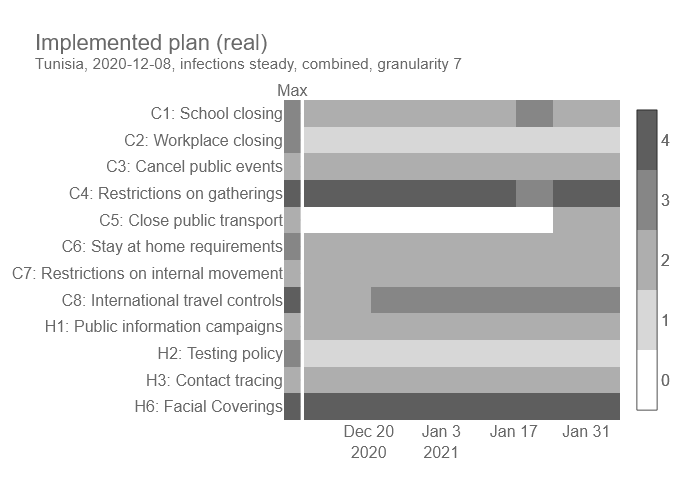 Implemented plan (real)
Tunisia, 2020-12-08, infections steady, combined, granularity 7
Max
C1: School closing
C2: Workplace closing
C3: Cancel public events
C4: Restrictions on gatherings
C5: Close public transport
C6: Stay at home requirements
C7: Restrictions on internal movement
C8: International travel controls
H1: Public information campaigns
H2: Testing policy
H3: Contact tracing
H6: Facial Coverings
Dec 20 Jan 3 Jan 17 Jan 31
2020 2021
4
3
2
1
0